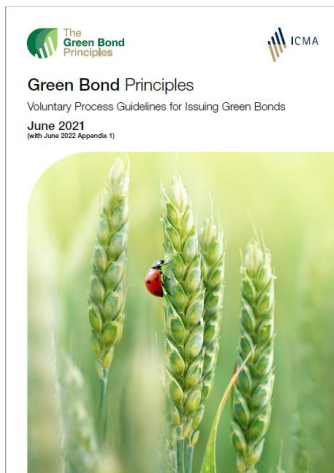 The
Green Bond
Principles
ICMA
Green Bond Principles
Voluntary Process Guidelines for Issuing Green Bonds
June 2021
(with June 2022 Appendix 1)